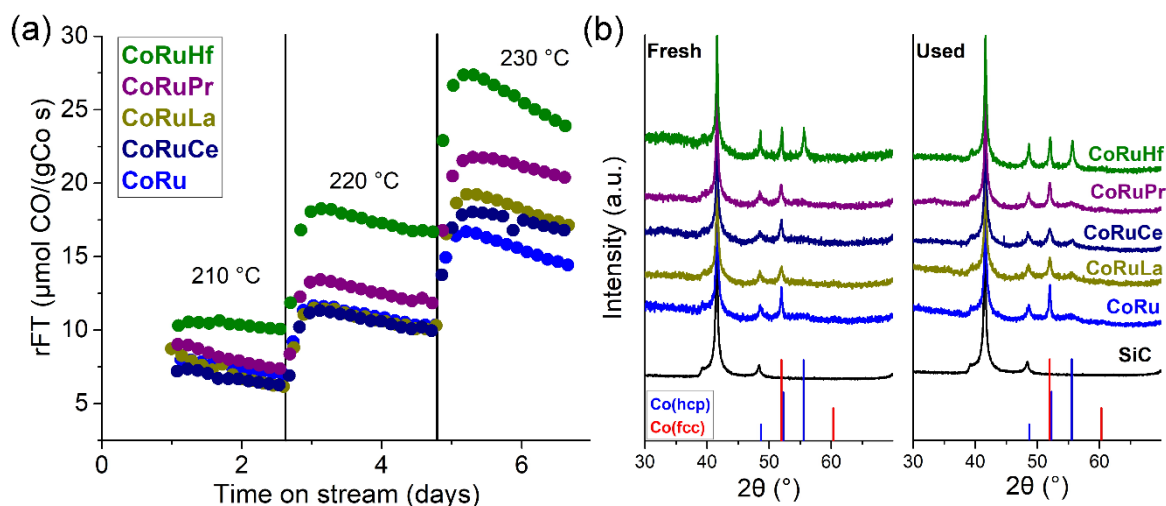 (a)
30
25
20
15
10
5
rFT (µmol CO/(gCo s)
CoRuHf
CoRuPr
CoRuLa
CoRuCe
CoRu
210 °C
220 °C
230 °C
0
2
4
6
Time on stream (days)
(b)
Intensity (a.u.)
Fresh
Co(hcp)
Co(fcc)
30
40
50
60
2θ (°)
Used
CoRuHf
CoRuPr
CoRuCe
CoRuLa
CoRu
SiC
30
40
50
60
2θ (°)